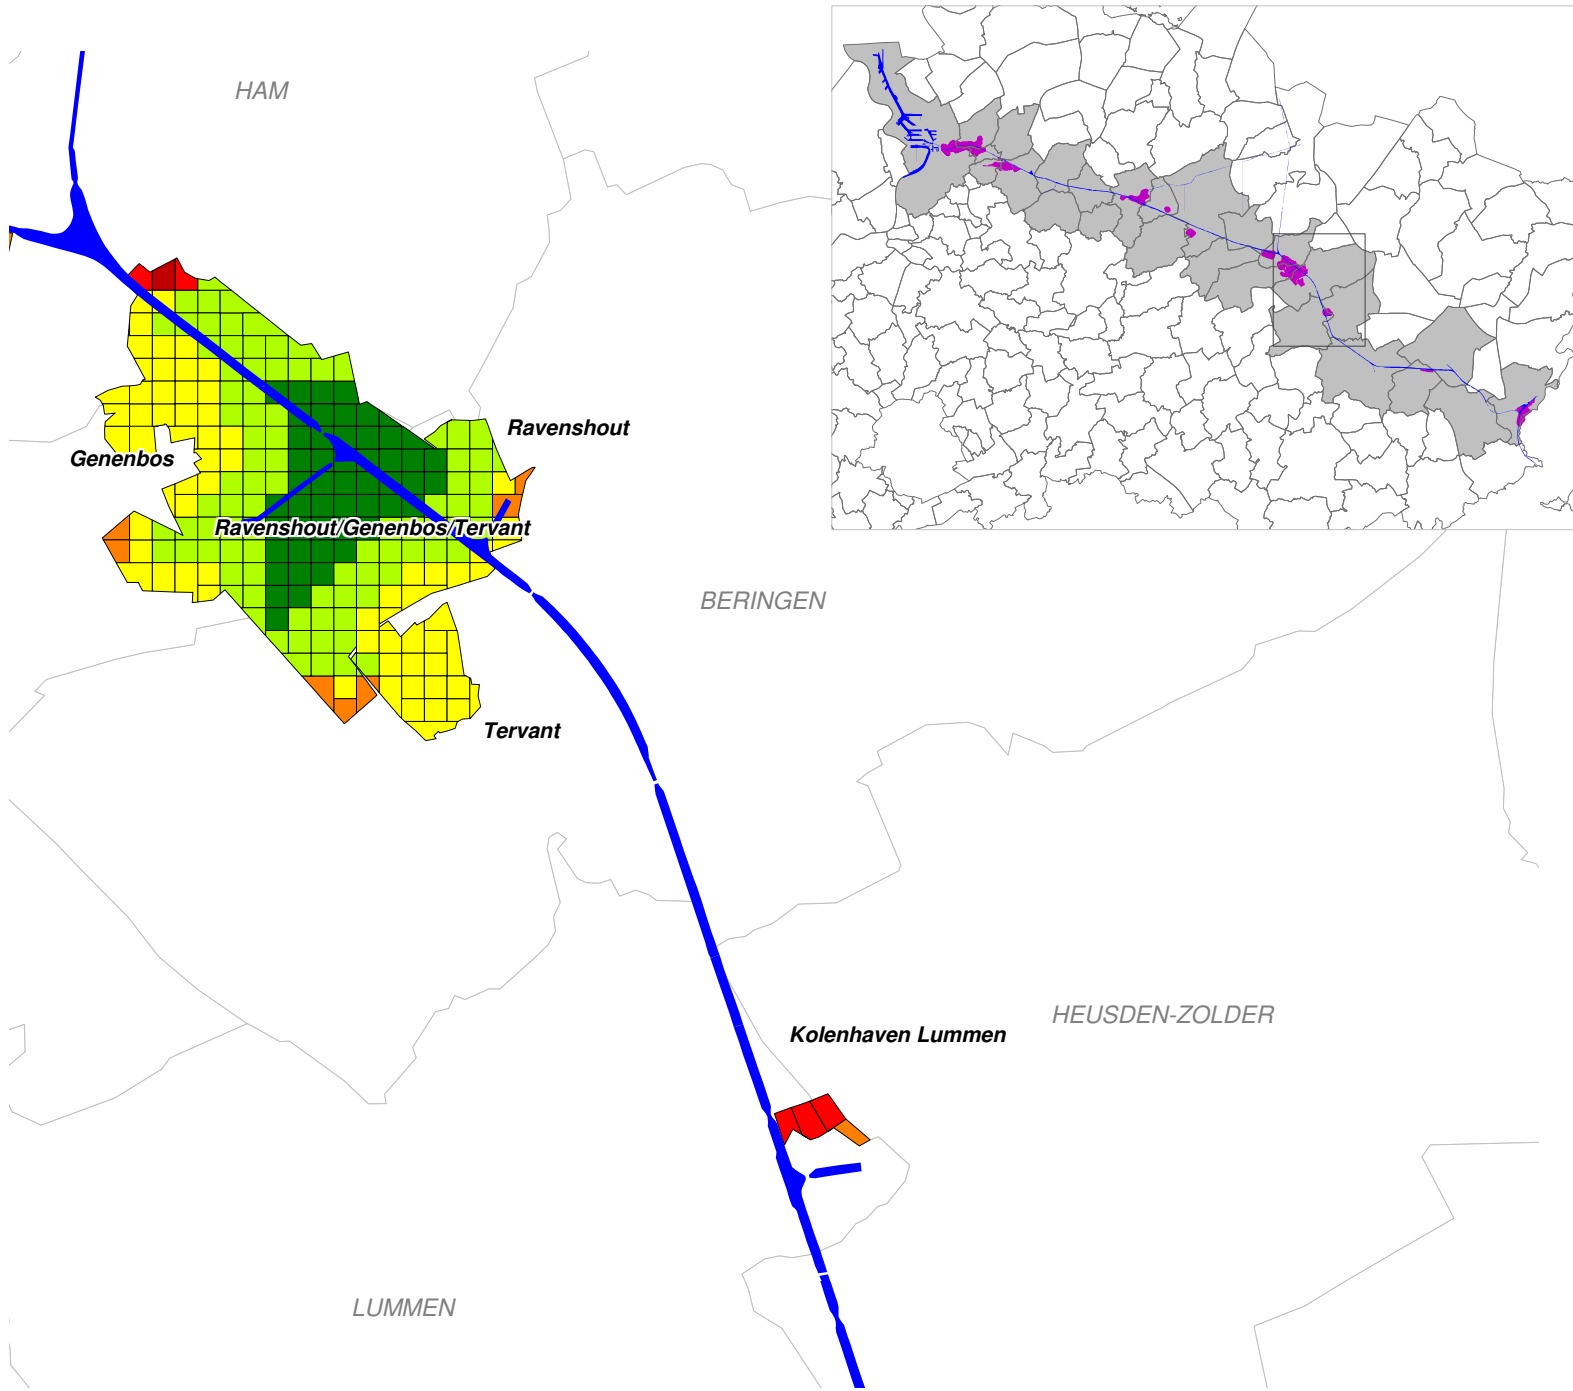 HAM
Ravenshout
Genenbos
Ravenshout/Genenbos/Tervant
BERINGEN
Tervant
HEUSDEN-ZOLDER
Kolenhaven Lummen
LUMMEN